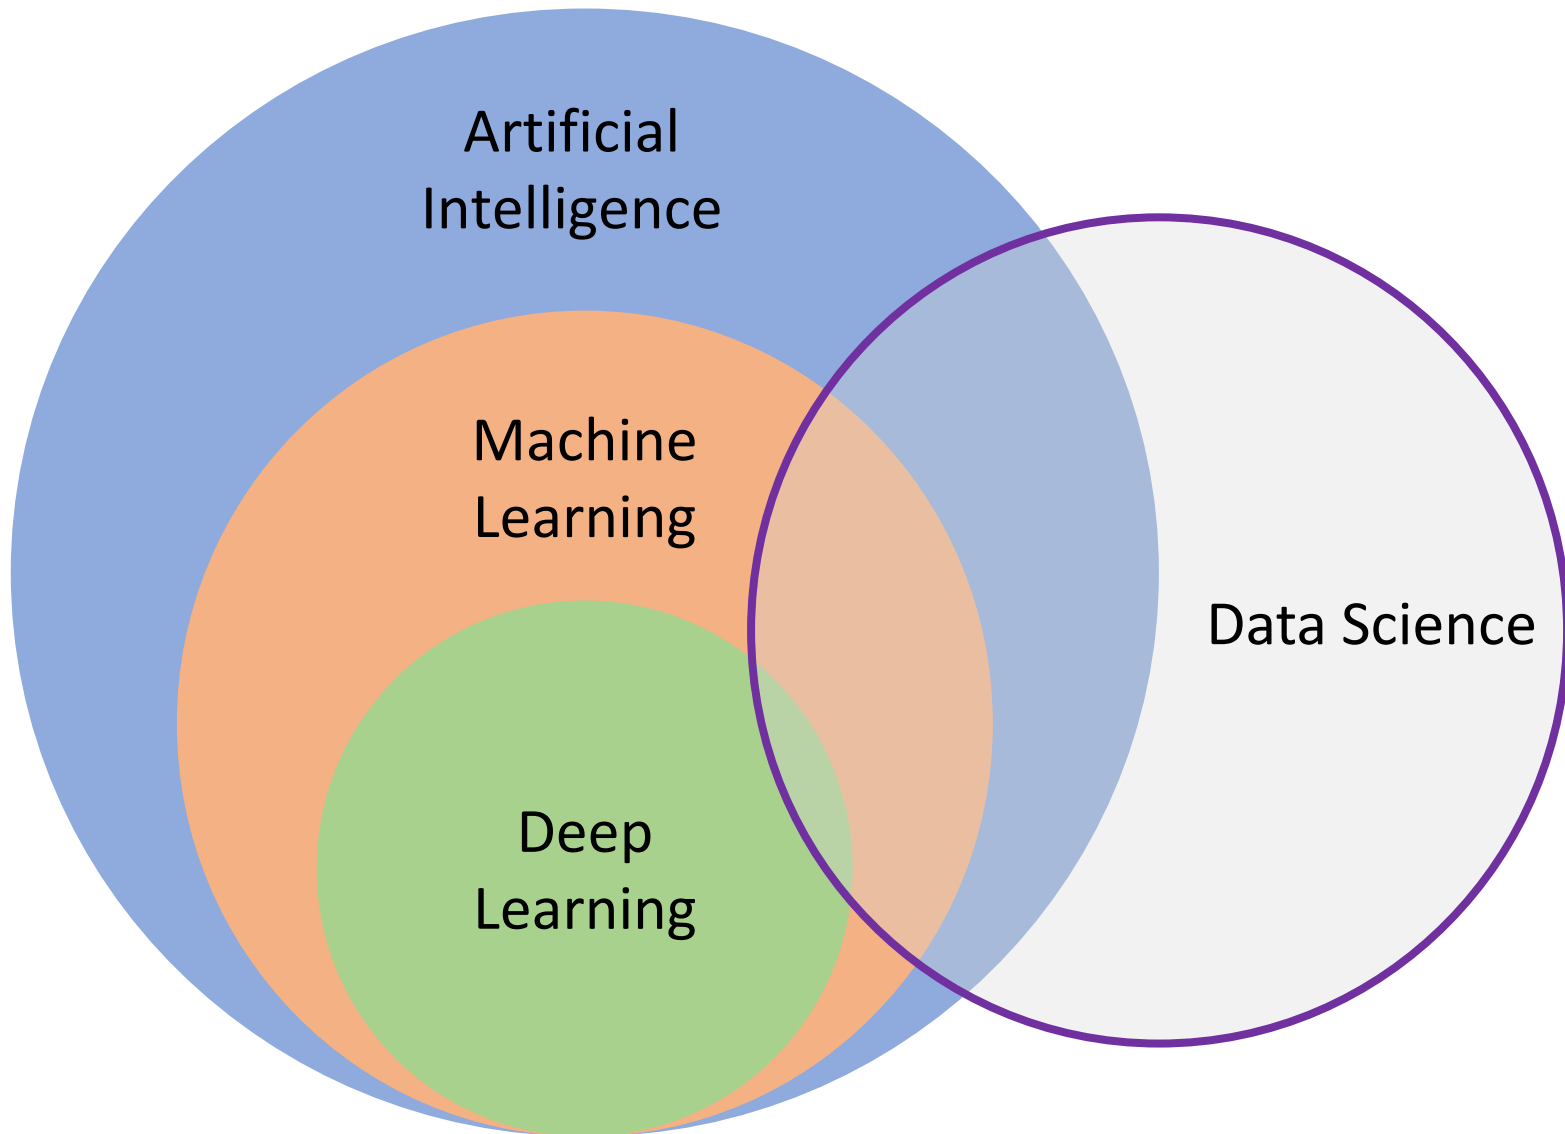 Artificial
Intelligence
Machine
Learning
Data Science
Deep
Learning